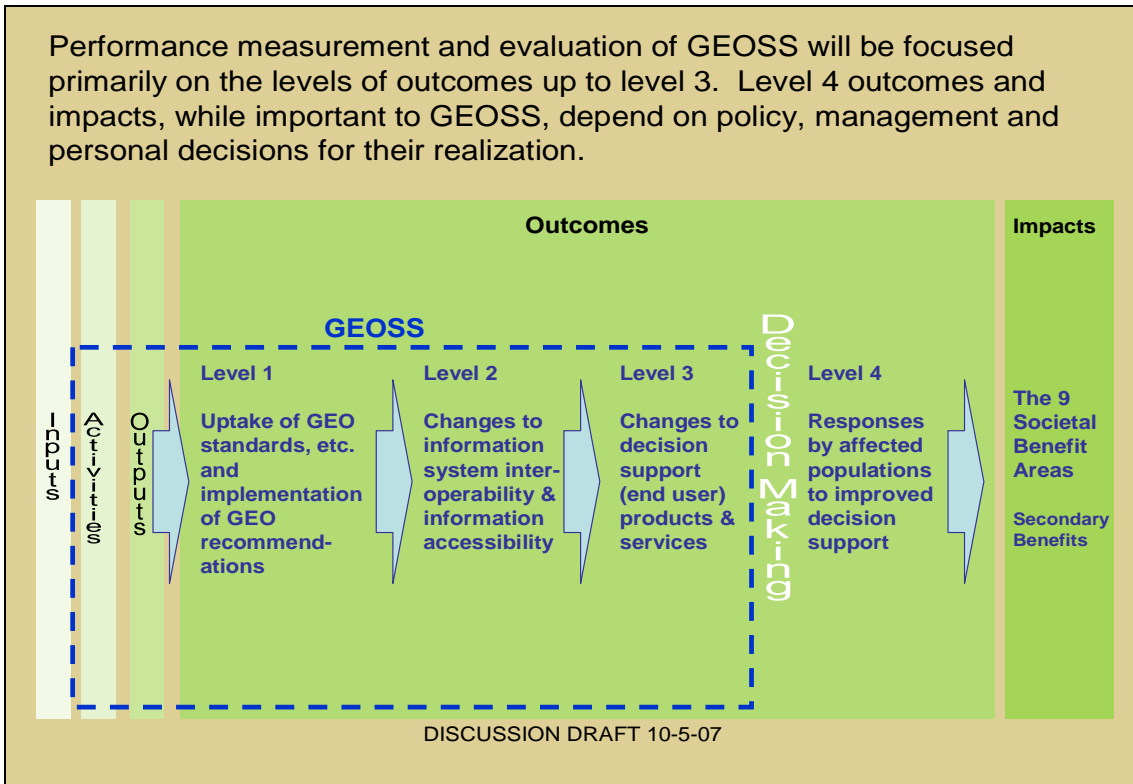 Performance measurement and evaluation of GEOSS will be focused
primarily on the levels of outcomes up to level 3.  Level 4 outcomes and
impacts, while important to GEOSS, depend on policy, management and
personal decisions for their realization.
Inputs
Activities
Outputs
Outcomes
GEOSS
Level 1
Uptake of GEO
standards, etc.
and
implementation
of GEO
recommend-
ations
Level 2
Changes to
information
system inter-
operability &
information
accessibility
Level 3
Changes to
decision
support
(end user)
products &
services
Decision Making
Level 4
Responses
by affected
populations
to improved
decision
support
Impacts
The 9
Societal
Benefit
Areas
Secondary
Benefits
DISCUSSION DRAFT 10-5-07